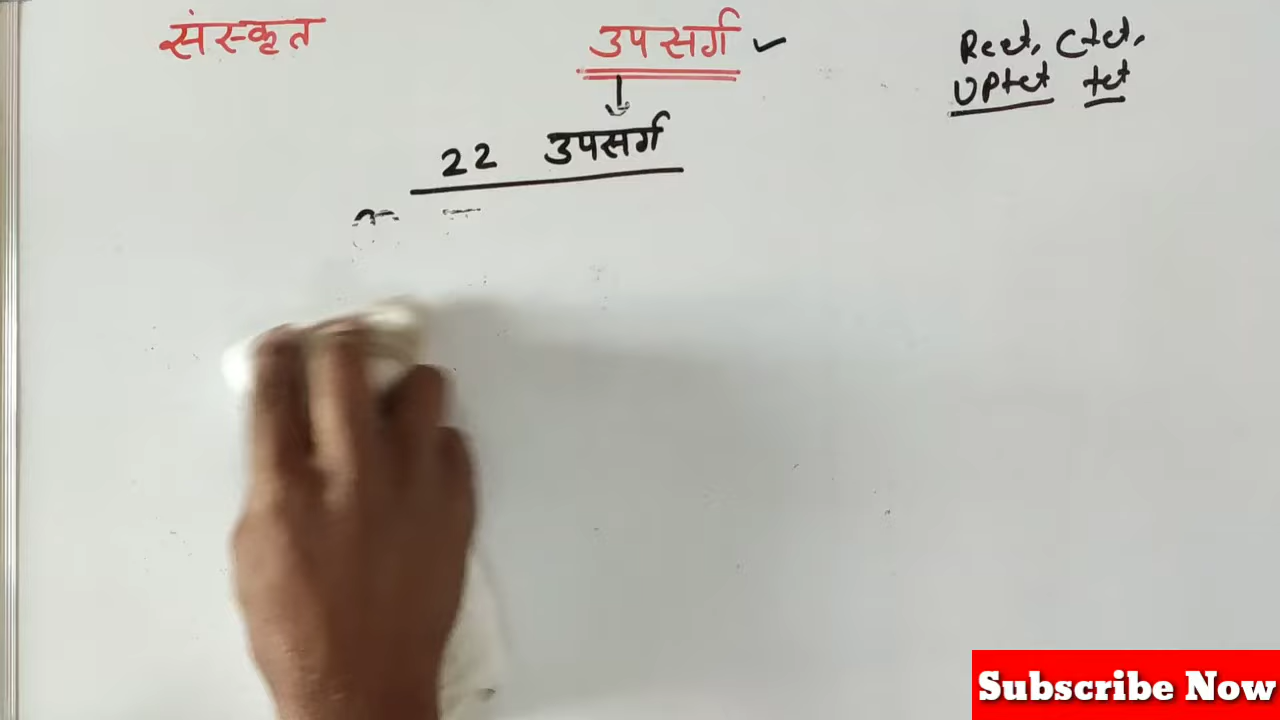 संस्कृत
उपसर्ग
Reet, Ctet,
UPtet tet
22 उपसर्ग
Subscribe Now